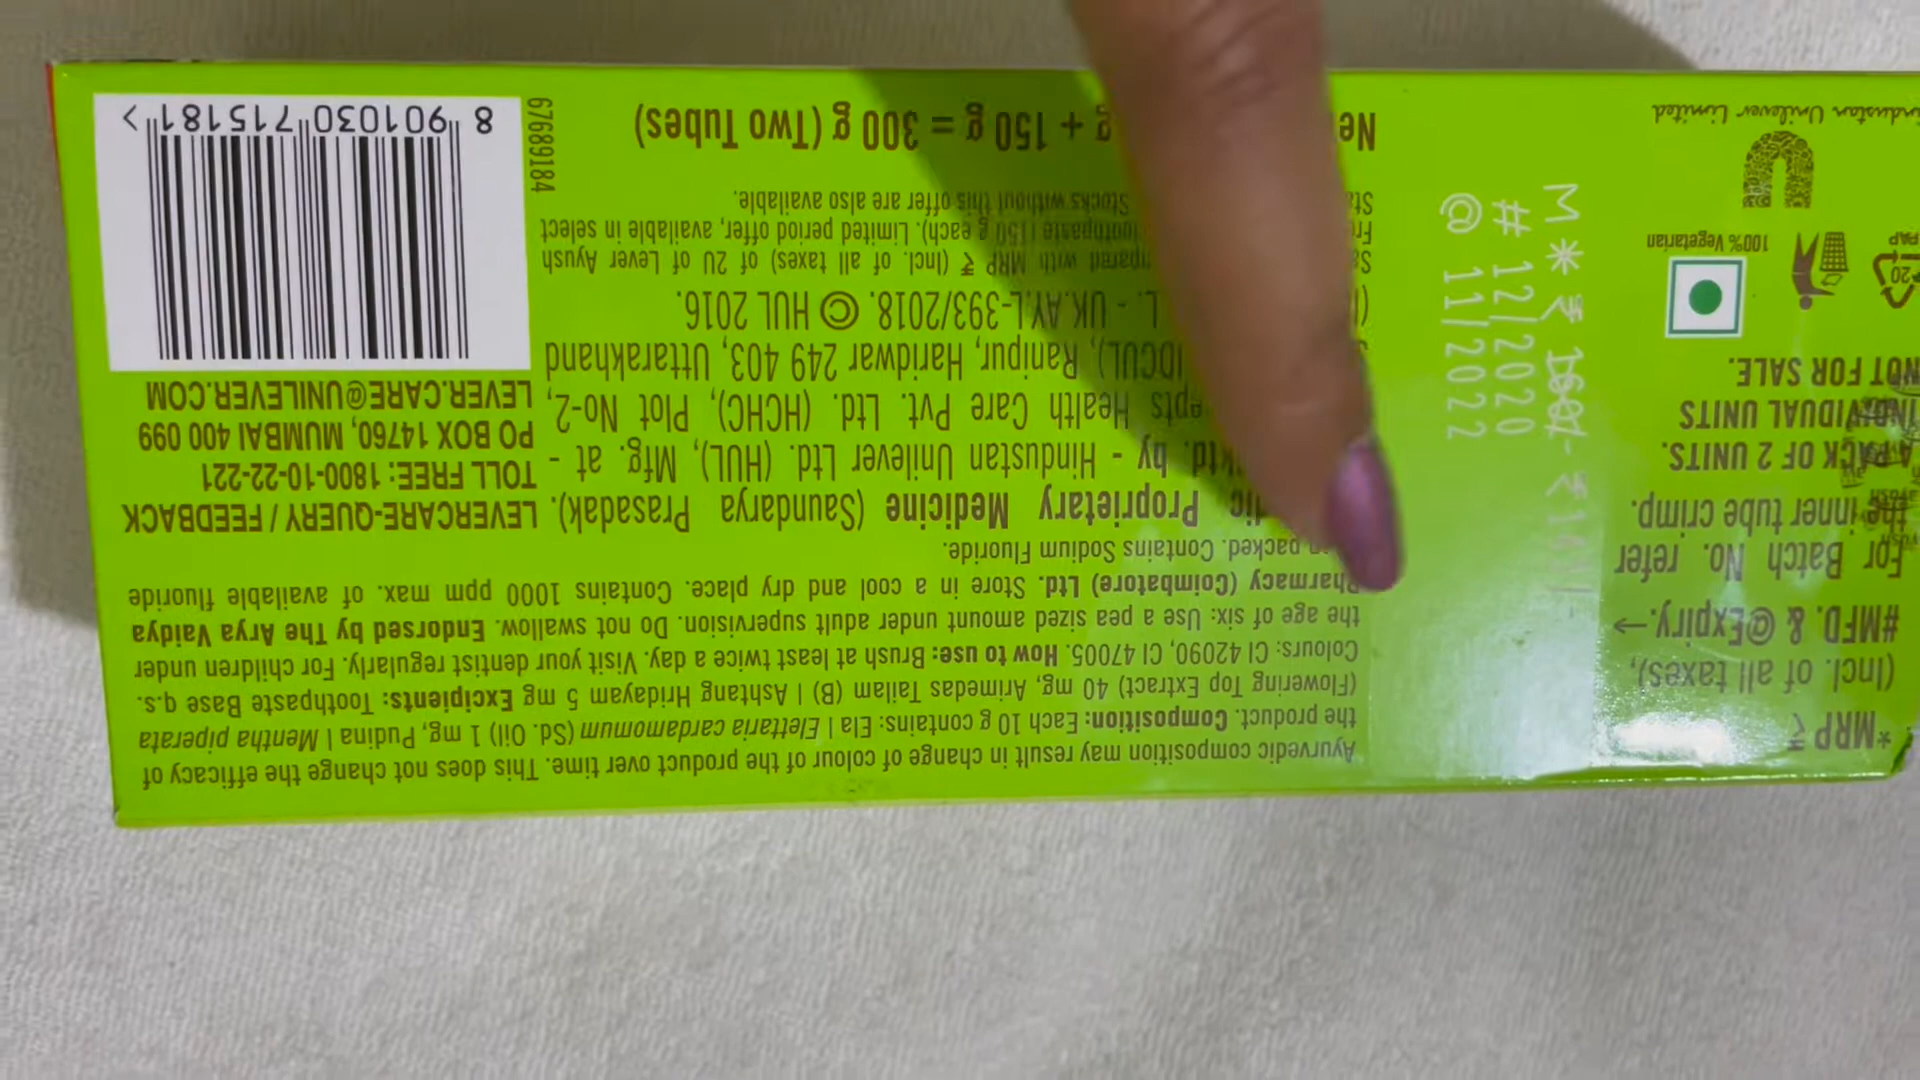 Ayurvedic composition may result in change of colour of the product over time. This does not change the efficacy of
the product. Composition: Each 10 g contains: Ela | Elettaria cardamomum (Sd. Oil) 1 mg, Pudina | Mentha piperata
(Flowering Top Extract) 40 mg, Arimedas Tailam (B) | Ashtang Hridayam 5 mg Excipients: Toothpaste Base q.s.
Colours: CI 42090, CI 47005. How to use: Brush at least twice a day. Visit your dentist regularly. For children under
the age of six: Use a pea sized amount under adult supervision. Do not swallow. Endorsed by The Arya Vaidya
Pharmacy (Coimbatore) Ltd. Store in a cool and dry place. Contains 1000 ppm max. of available fluoride
packed. Contains Sodium Fluoride.
Proprietary Medicine (Saundarya Prasadak).
by - Hindustan Unilever Ltd. (HUL), Mfg. at -
Health Care Pvt. Ltd. (HCHC), Plot No-2,
Ranipur, Haridwar 249 403, Uttarakhand
L. - UK.AY.L-393/2018. © HUL 2016.
with MRP ₹ (Incl. of all taxes) of 2U of Lever Ayush
Toothpaste (150 g each). Limited period offer, available in select
Stocks without this offer are also available.
+ 150 g = 300 g (Two Tubes)
LEVERCARE-QUERY / FEEDBACK
TOLL FREE: 1800-10-22-221
PO BOX 14760, MUMBAI 400 099
LEVER.CARE@UNILEVER.COM
8 901030 715181 >
67689184
*MRP ₹
(Incl. of all taxes),
#MFD. & @Expiry.→
For Batch No. refer
the inner tube crimp.
A PACK OF 2 UNITS.
INDIVIDUAL UNITS
NOT FOR SALE.
100% Vegetarian
20
PAP
Hindustan Unilever Limited
M * ₹
# 12/2020
@ 11/2022